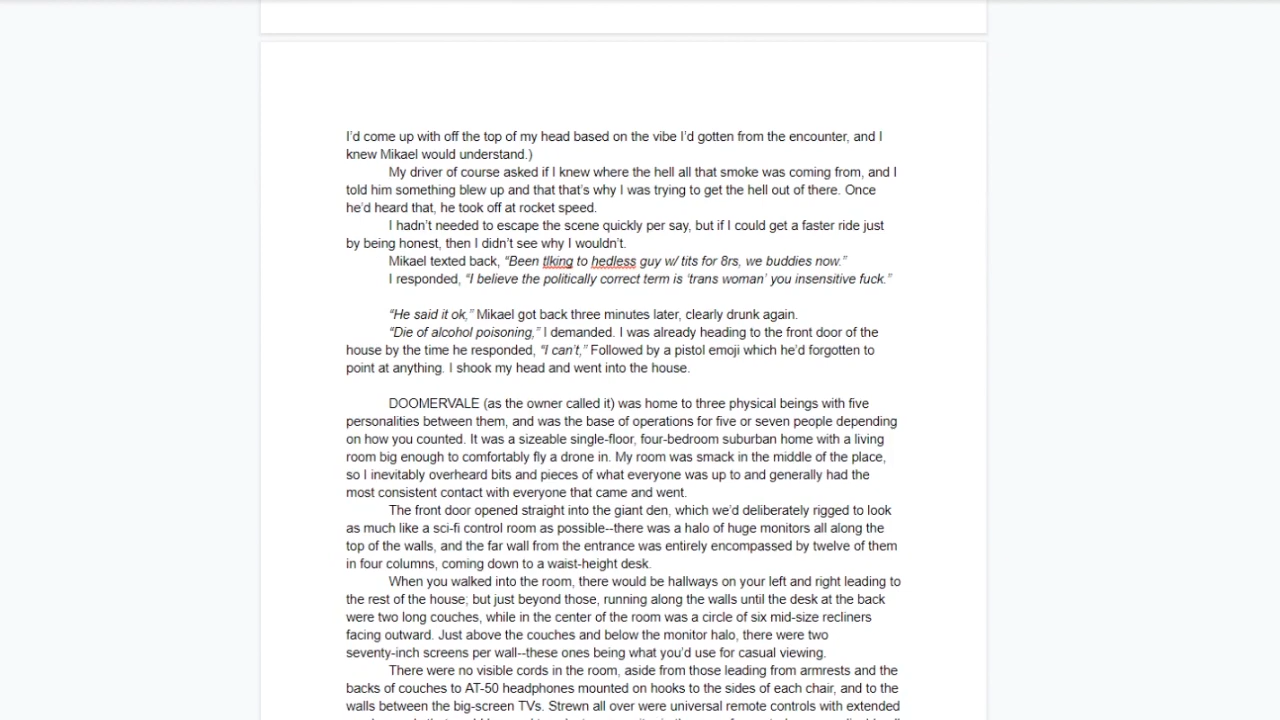 I'd come up with off the top of my head based on the vibe I'd gotten from the encounter, and I
knew Mikael would understand.)
My driver of course asked if I knew where the hell all that smoke was coming from, and I
told him something blew up and that that's why I was trying to get the hell out of there. Once
he'd heard that, he took off at rocket speed.
I hadn't needed to escape the scene quickly per say, but if I could get a faster ride just
by being honest, then I didn't see why I wouldn't.
Mikael texted back, “Been tlking to hedless guy w/ tits for 8rs, we buddies now.”
I responded, “I believe the politically correct term is ‘trans woman’ you insensitive fuck.”
“He said it ok,” Mikael got back three minutes later, clearly drunk again.
“Die of alcohol poisoning,” I demanded. I was already heading to the front door of the
house by the time he responded, “I can't,” Followed by a pistol emoji which he'd forgotten to
point at anything. I shook my head and went into the house.
DOOMERVALE (as the owner called it) was home to three physical beings with five
personalities between them, and was the base of operations for five or seven people depending
on how you counted. It was a sizeable single-floor, four-bedroom suburban home with a living
room big enough to comfortably fly a drone in. My room was smack in the middle of the place,
so I inevitably overheard bits and pieces of what everyone was up to and generally had the
most consistent contact with everyone that came and went.
The front door opened straight into the giant den, which we'd deliberately rigged to look
as much like a sci-fi control room as possible--there was a halo of huge monitors all along the
top of the walls, and the far wall from the entrance was entirely encompassed by twelve of them
in four columns, coming down to a waist-height desk.
When you walked into the room, there would be hallways on your left and right leading to
the rest of the house; but just beyond those, running along the walls until the desk at the back
were two long couches, while in the center of the room was a circle of six mid-size recliners
facing outward. Just above the couches and below the monitor halo, there were two
seventy-inch screens per wall--these ones being what you'd use for casual viewing.
There were no visible cords in the room, aside from those leading from armrests and the
backs of couches to AT-50 headphones mounted on hooks to the sides of each chair, and to the
walls between the big-screen TVs. Strewn all over were universal remote controls with extended